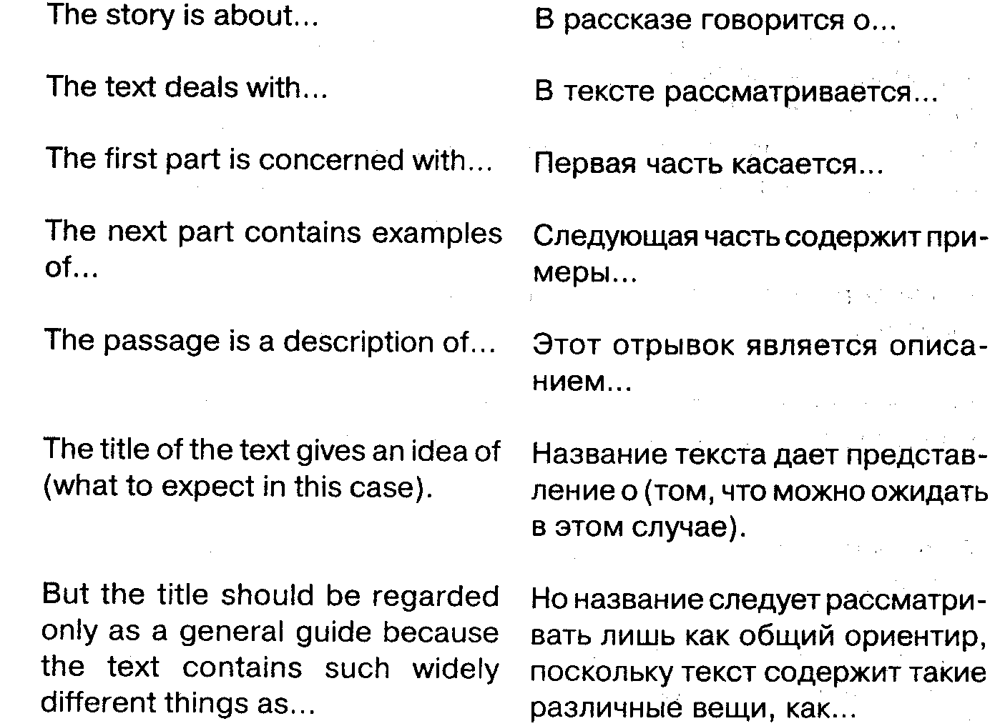 The story is about...
В рассказе говорится о...
The text deals with...
В тексте рассматривается...
The first part is concerned with...
Первая часть касается...
The next part contains examples
of...
Следующая часть содержит при-
меры...
The passage is a description of...
Этот отрывок является описа-
нием...
The title of the text gives an idea of
(what to expect in this case).
Название текста дает представ-
ление о (том, что можно ожидать
в этом случае).
But the title should be regarded
only as a general guide because
the text contains such widely
different things as...
Но название следует рассматри-
вать лишь как общий ориентир,
поскольку текст содержит такие
различные вещи, как...